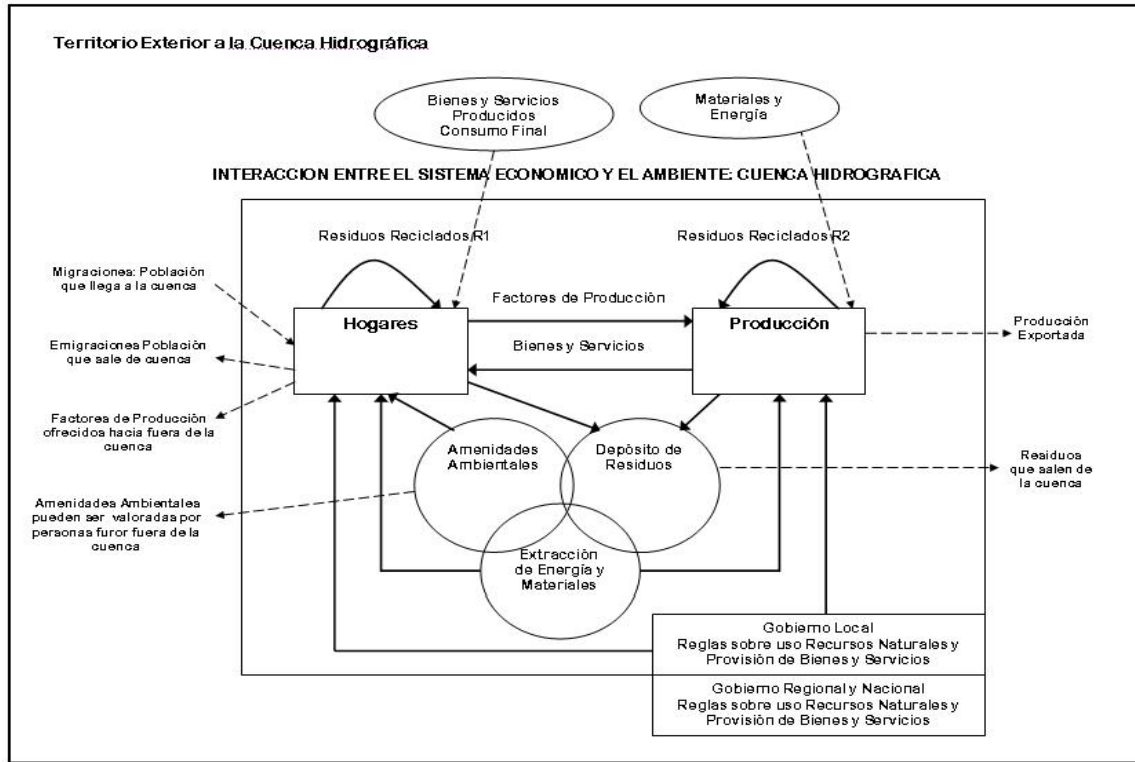 Territorio Exterior a la Cuenca Hidrográfica
Bienes y Servicios
Producidos
Consumo Final
Materiales y
Energía
INTERACCION ENTRE EL SISTEMA ECONOMICO Y EL AMBIENTE: CUENCA HIDROGRAFICA
Residuos Reciclados R1
Residuos Reciclados R2
Migraciones: Población
que llega a la cuenca
Factores de Producción
Hogares
Producción
Producción
Exportada
Emigraciones Población
que sale de cuenca
Bienes y Servicios
Factores de Producción
ofrecidos hacia fuera de la
cuenca
Amenidades
Ambientales
Depósito de
Residuos
Residuos
que salen de
la cuenca
Amenidades Ambientales
pueden ser valoradas por
personas furor fuera de la
cuenca
Extracción
de Energía y
Materiales
Gobierno Local
Reglas sobre uso Recursos Naturales y
Provisión de Bienes y Servicios
Gobierno Regional y Nacional
Reglas sobre uso Recursos Naturales y
Provisión de Bienes y Servicios